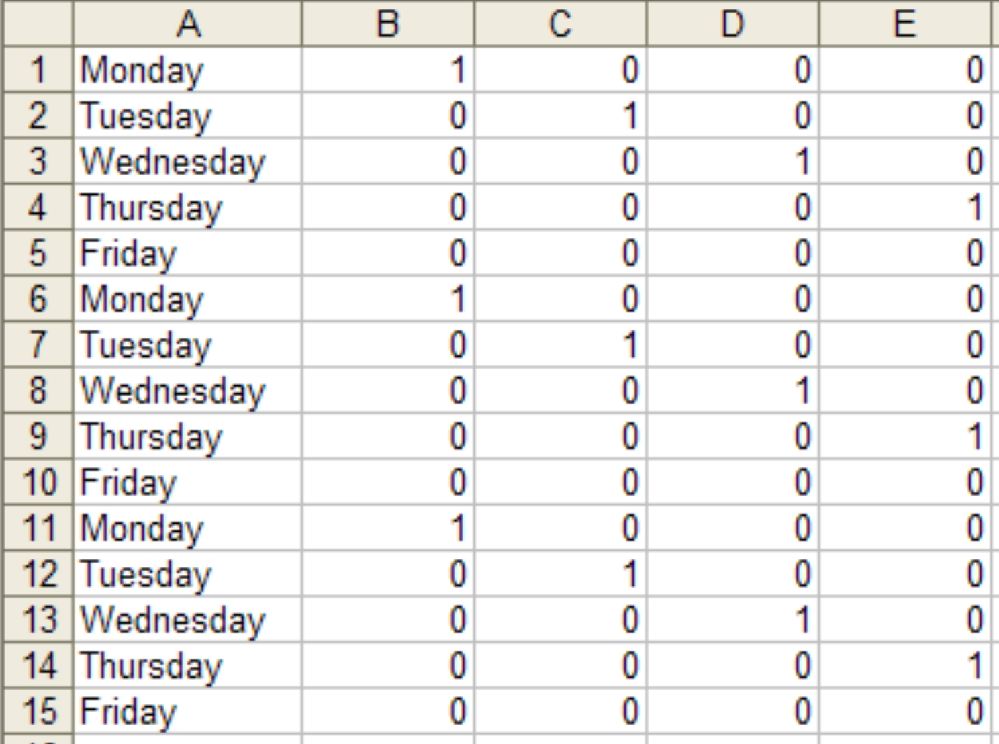 A B C D E
1 Monday 1 0 0 0
2 Tuesday 0 1 0 0
3 Wednesday 0 0 1 0
4 Thursday 0 0 0 1
5 Friday 0 0 0 0
6 Monday 1 0 0 0
7 Tuesday 0 1 0 0
8 Wednesday 0 0 1 0
9 Thursday 0 0 0 1
10 Friday 0 0 0 0
11 Monday 1 0 0 0
12 Tuesday 0 1 0 0
13 Wednesday 0 0 1 0
14 Thursday 0 0 0 1
15 Friday 0 0 0 0